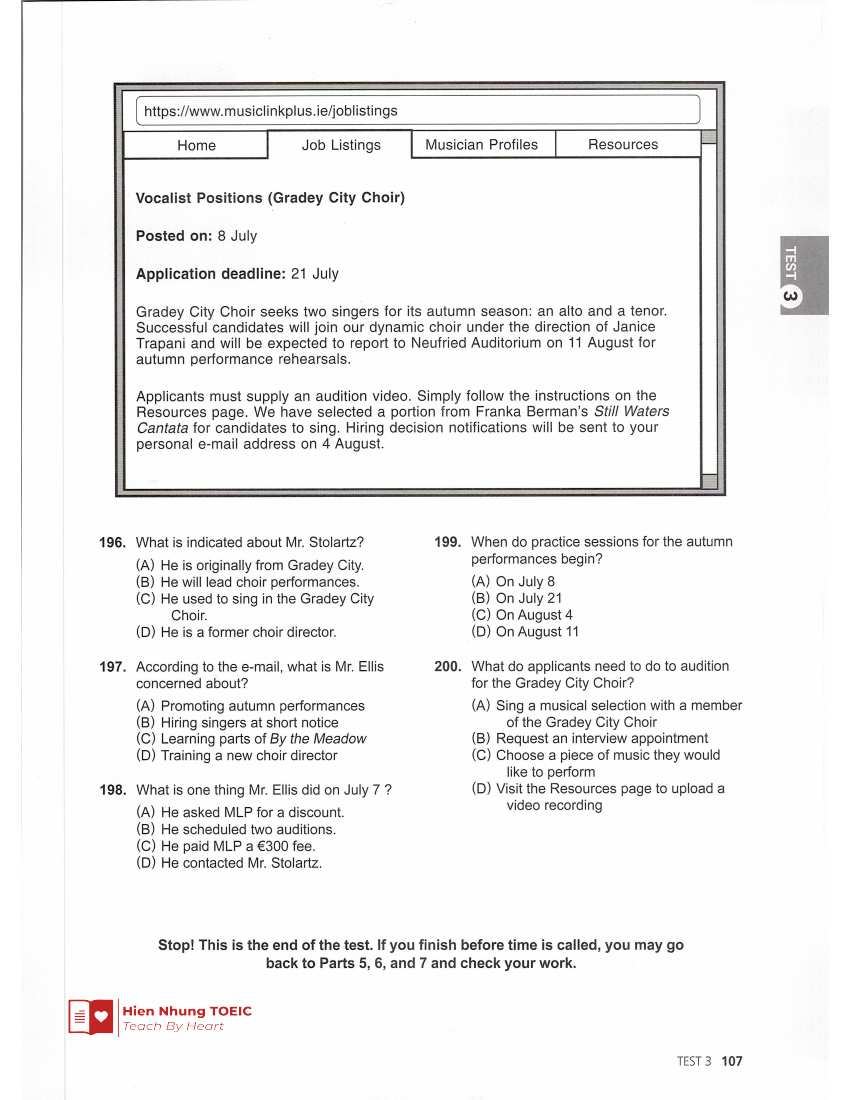 https://www.musiclinkplus.ie/joblistings
Home Job Listings Musician Profiles Resources
Vocalist Positions (Gradey City Choir)
Posted on: 8 July
Application deadline: 21 July
Gradey City Choir seeks two singers for its autumn season: an alto and a tenor.
Successful candidates will join our dynamic choir under the direction of Janice
Trapani and will be expected to report to Neufried Auditorium on 11 August for
autumn performance rehearsals.
Applicants must supply an audition video. Simply follow the instructions on the
Resources page. We have selected a portion from Franka Berman's Still Waters
Cantata for candidates to sing. Hiring decision notifications will be sent to your
personal e-mail address on 4 August.
TEST 3
196. What is indicated about Mr. Stolartz?
(A) He is originally from Gradey City.
(B) He will lead choir performances.
(C) He used to sing in the Gradey City
Choir.
(D) He is a former choir director.
197. According to the e-mail, what is Mr. Ellis
concerned about?
(A) Promoting autumn performances
(B) Hiring singers at short notice
(C) Learning parts of By the Meadow
(D) Training a new choir director
198. What is one thing Mr. Ellis did on July 7 ?
(A) He asked MLP for a discount.
(B) He scheduled two auditions.
(C) He paid MLP a €300 fee.
(D) He contacted Mr. Stolartz.
199. When do practice sessions for the autumn
performances begin?
(A) On July 8
(B) On July 21
(C) On August 4
(D) On August 11
200. What do applicants need to do to audition
for the Gradey City Choir?
(A) Sing a musical selection with a member
of the Gradey City Choir
(B) Request an interview appointment
(C) Choose a piece of music they would
like to perform
(D) Visit the Resources page to upload a
video recording
Stop! This is the end of the test. If you finish before time is called, you may go
back to Parts 5, 6, and 7 and check your work.
Hien Nhung TOEIC
Teach By Heart
TEST 3 107